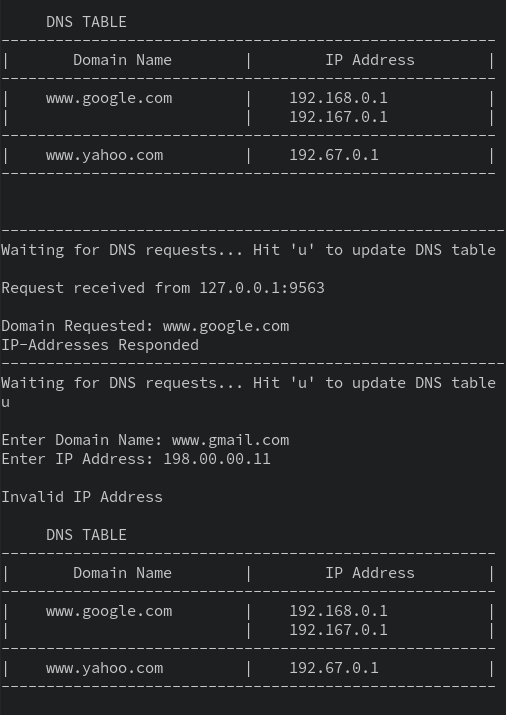 DNS TABLE
-------------------------------------------------------
|       Domain Name        |        IP Address        |
-------------------------------------------------------
|    www.google.com        |    192.168.0.1           |
|                          |    192.167.0.1           |
-------------------------------------------------------
|    www.yahoo.com         |    192.67.0.1            |
-------------------------------------------------------
--------------------------------------------------------
Waiting for DNS requests... Hit 'u' to update DNS table
Request received from 127.0.0.1:9563
Domain Requested: www.google.com
IP-Addresses Responded
--------------------------------------------------------
Waiting for DNS requests... Hit 'u' to update DNS table
u
Enter Domain Name: www.gmail.com
Enter IP Address: 198.00.00.11
Invalid IP Address
DNS TABLE
-------------------------------------------------------
|       Domain Name        |        IP Address        |
-------------------------------------------------------
|    www.google.com        |    192.168.0.1           |
|                          |    192.167.0.1           |
-------------------------------------------------------
|    www.yahoo.com         |    192.67.0.1            |
-------------------------------------------------------